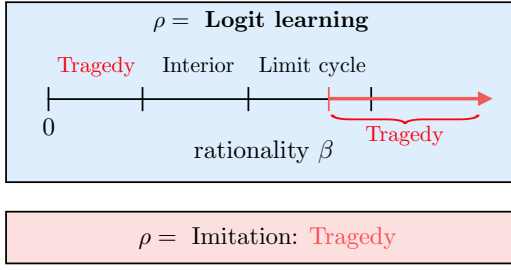 ρ = Logit learning
Tragedy Interior Limit cycle
0
Tragedy
rationality β
ρ = Imitation: Tragedy